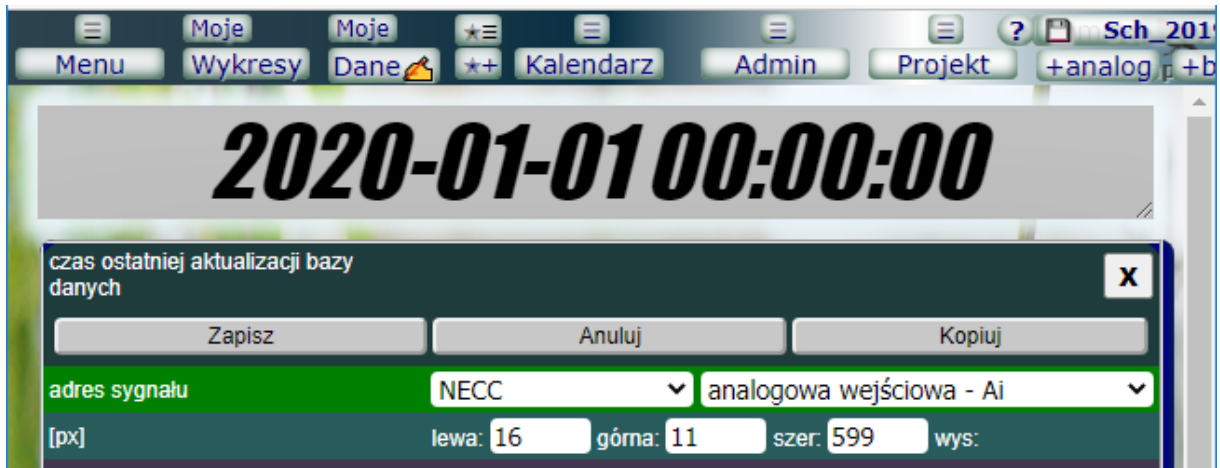 Moje Moje ★≡ ? Sch_201
Menu Wykresy Dane ★+ Kalendarz Admin Projekt +analog +b
2020-01-01 00:00:00
czas ostatniej aktualizacji bazy
danych
X
Zapisz Anuluj Kopiuj
adres sygnału NECC analogowa wejściowa - Ai
[px] lewa: 16 górna: 11 szer: 599 wys: